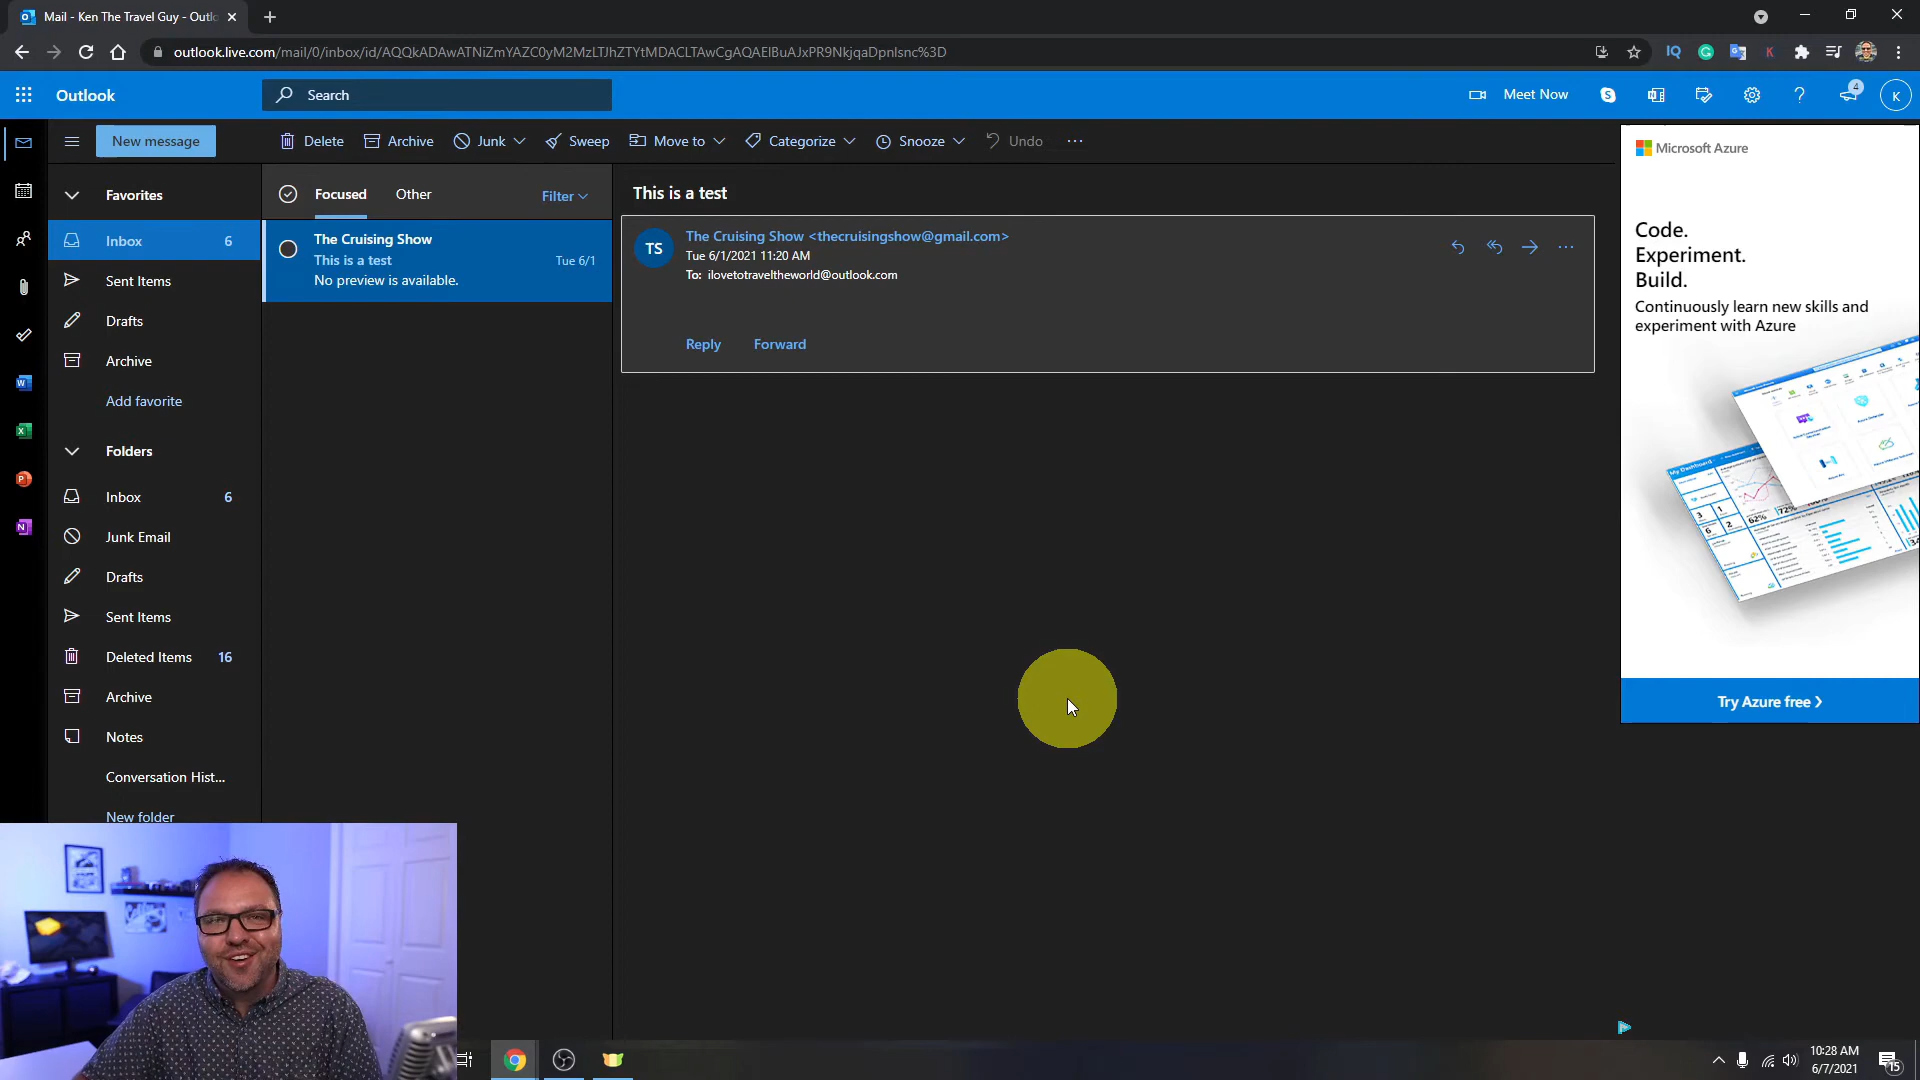 Mail - Ken The Travel Guy - Outlo
outlook.live.com/mail/0/inbox/id/AQQkADAwATNiZmYAZC0yM2MzLTJhZTYtMDACLTAwCgAQAEIBuAJxPR9NkjqaDpnlsnc%3D
Outlook
Search
Meet Now
4
K
New message
Delete
Archive
Junk
Sweep
Move to
Categorize
Snooze
Undo
Favorites
Inbox 6
Sent Items
Drafts
Archive
Add favorite
Folders
Inbox 6
Junk Email
Drafts
Sent Items
Deleted Items 16
Archive
Notes
Conversation Hist...
New folder
Focused
Other
Filter
The Cruising Show
This is a test Tue 6/1
No preview is available.
This is a test
TS
The Cruising Show <thecruisingshow@gmail.com>
Tue 6/1/2021 11:20 AM
To: ilovetotraveltheworld@outlook.com
Reply
Forward
Microsoft Azure
Code.
Experiment.
Build.
Continuously learn new skills and
experiment with Azure
My Dashboard
62%
72%
Try Azure free
10:28 AM
6/7/2021
15